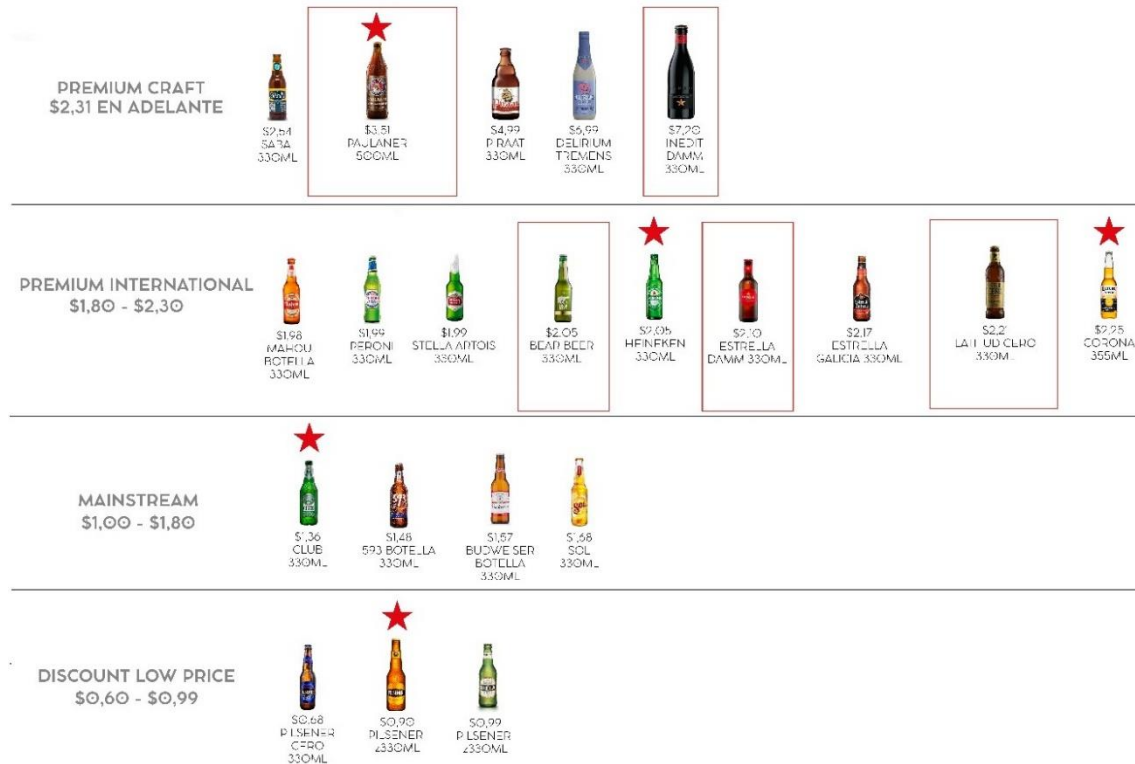 PREMIUM CRAFT
$2,31 EN ADELANTE
$2,54
SABA
330ML
$3,51
PAULANER
500ML
$4,99
PIRAAT
330ML
$6,99
DELIRIUM
TREMENS
330ML
$7,20
INEDIT
DAMM
330ML
PREMIUM INTERNATIONAL
$1,80 - $2,30
$1,98
MAHOU
BOTELLA
330ML
$1,99
PERONI
330ML
$1,99
STELLA ARTOIS
330ML
$2,05
BEAR BEER
330ML
$2,05
HEINEKEN
330ML
$2,10
ESTRELLA
DAMM 330ML
$2,17
ESTRELLA
GALICIA 330ML
$2,21
LATITUD CERO
330ML
$2,25
CORONA
355ML
MAINSTREAM
$1,00 - $1,80
$1,36
CLUB
330ML
$1,48
593 BOTELLA
330ML
$1,57
BUDWEISER
BOTELLA
330ML
$1,68
SOL
330ML
DISCOUNT LOW PRICE
$0,60 - $0,99
$0,68
PILSENER
CERO
330ML
$0,90
PILSENER
2330ML
$0,99
PILSENER
2330ML